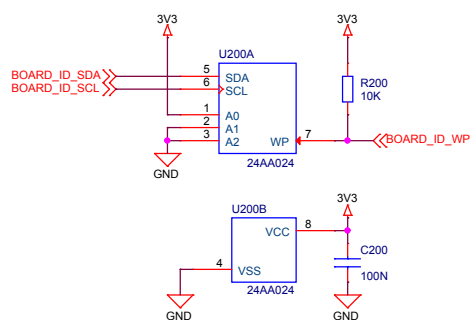 3V3
3V3
U200A
BOARD_ID_SDA
5
SDA
BOARD_ID_SCL
6
SCL
R200
10K
1
A0
2
A1
3
A2
WP
7
BOARD_ID_WP
GND
24AA024
3V3
U200B
VCC
8
C200
4
VSS
100N
24AA024
GND
GND